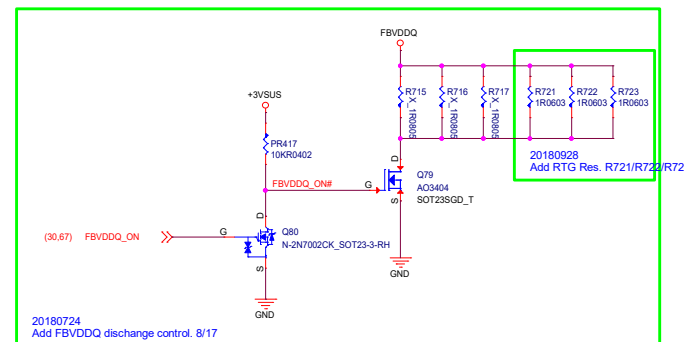 FBVDDQ
+3VSUS
R715
X_1R0805
R716
X_1R0805
R717
X_1R0805
R721
1R0603
R722
1R0603
R723
1R0603
PR417
10KR0402
20180928
Add RTG Res. R721/R722/R72
FBVDDQ_ON#
G
D
S
Q79
AO3404
SOT23SGD_T
GND
(30,67) FBVDDQ_ON
G
D
S
Q80
N-2N7002CK_SOT23-3-RH
GND
20180724
Add FBVDDQ discharge control. 8/17